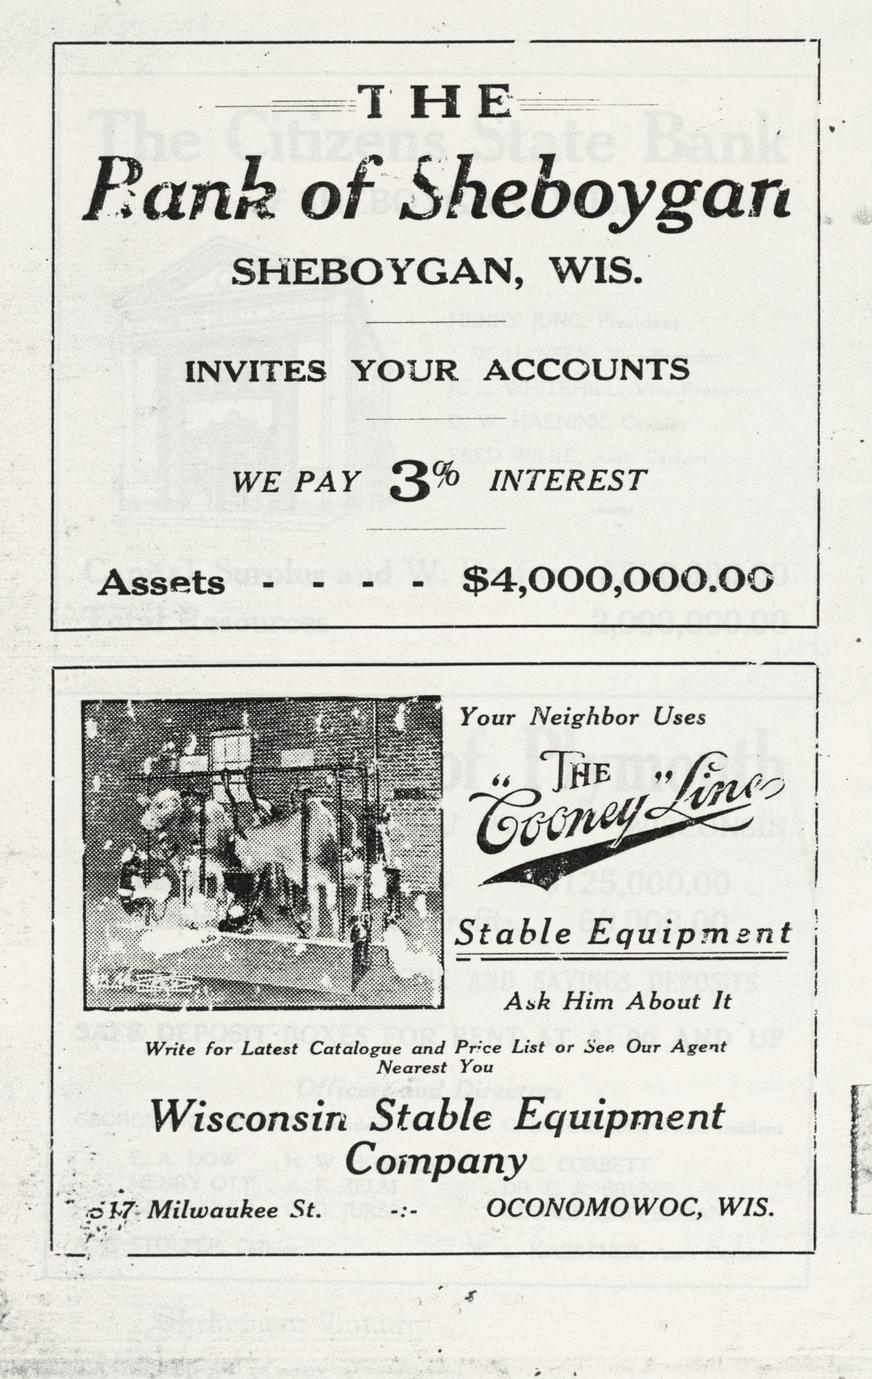 THE
Bank of Sheboygan
SHEBOYGAN, WIS.
INVITES YOUR ACCOUNTS
WE PAY 3% INTEREST
Assets - - - - $4,000,000.00
Your Neighbor Uses
THE
"Cooney" Line
Stable Equipment
Ask Him About It
Write for Latest Catalogue and Price List or See Our Agent
Nearest You
Wisconsin Stable Equipment
Company
Milwaukee St. -:- OCONOMOWOC, WIS.